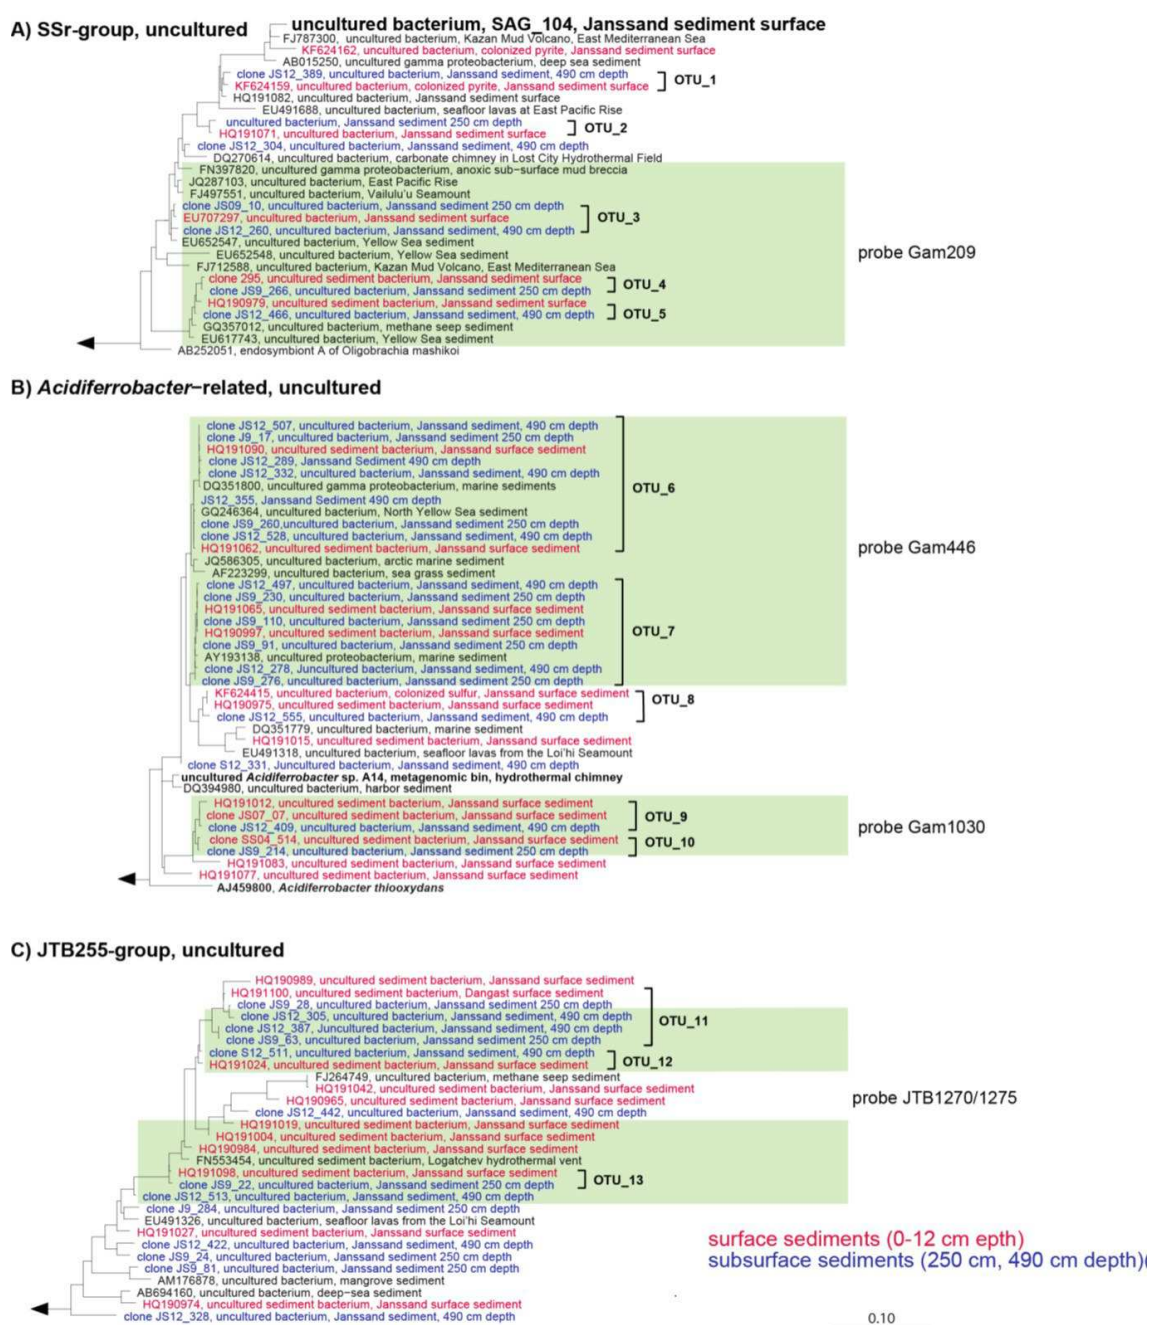 A) SSr-group, uncultured
uncultured bacterium, SAG_104, Janssand sediment surface
FJ787300, uncultured bacterium, Kazan Mud Volcano, East Mediterranean Sea
KF624162, uncultured bacterium, colonized pyrite, Janssand sediment surface
AB015250, uncultured gamma proteobacterium, deep sea sediment
clone JS12_389, uncultured bacterium, Janssand sediment, 490 cm depth
KF624159, uncultured bacterium, colonized pyrite, Janssand sediment surface
OTU_1
HQ191082, uncultured bacterium, Janssand sediment surface
EU491688, uncultured bacterium, seafloor lavas at East Pacific Rise
uncultured bacterium, Janssand sediment 250 cm depth
HQ191071, uncultured bacterium, Janssand sediment surface
OTU_2
clone JS12_304, uncultured bacterium, Janssand sediment, 490 cm depth
DQ270614, uncultured bacterium, carbonate chimney in Lost City Hydrothermal Field
FN397820, uncultured gamma proteobacterium, anoxic sub−surface mud breccia
JQ287103, uncultured bacterium, East Pacific Rise
FJ497551, uncultured bacterium, Vailulu'u Seamount
clone JS09_10, uncultured bacterium, Janssand sediment 250 cm depth
EU707297, uncultured bacterium, Janssand sediment surface
OTU_3
clone JS12_260, uncultured bacterium, Janssand sediment, 490 cm depth
EU652547, uncultured bacterium, Yellow Sea sediment
EU652548, uncultured bacterium, Yellow Sea sediment
probe Gam209
FJ712588, uncultured bacterium, Kazan Mud Volcano, East Mediterranean Sea
clone 295, uncultured sediment bacterium, Janssand sediment surface
OTU_4
clone JS9_266, uncultured bacterium, Janssand sediment 250 cm depth
HQ190979, uncultured sediment bacterium, Janssand sediment surface
clone JS12_466, uncultured bacterium, Janssand sediment, 490 cm depth
OTU_5
GQ357012, uncultured bacterium, methane seep sediment
EU617743, uncultured bacterium, Yellow Sea sediment
AB252051, endosymbiont A of Oligobrachia mashikoi
B) Acidiferrobacter−related, uncultured
clone JS12_507, uncultured bacterium, Janssand sediment, 490 cm depth
clone J9_17, uncultured bacterium, Janssand sediment 250 cm depth
HQ191090, uncultured sediment bacterium, Janssand surface sediment
clone JS12_289, Janssand Sediment 490 cm depth
clone JS12_332, uncultured bacterium, Janssand sediment, 490 cm depth
DQ351800, uncultured gamma proteobacterium, marine sediments
OTU_6
JS12_355, Janssand Sediment 490 cm depth
GQ246364, uncultured bacterium, North Yellow Sea sediment
clone JS9_260,uncultured bacterium, Janssand sediment 250 cm depth
clone JS12_528, uncultured bacterium, Janssand sediment, 490 cm depth
HQ191062, uncultured sediment bacterium, Janssand surface sediment
probe Gam446
JQ586305, uncultured bacterium, arctic marine sediment
AF223299, uncultured bacterium, sea grass sediment
clone JS12_497, uncultured bacterium, Janssand sediment, 490 cm depth
clone JS9_230, uncultured bacterium, Janssand sediment 250 cm depth
HQ191065, uncultured sediment bacterium, Janssand surface sediment
clone JS9_110, uncultured bacterium, Janssand sediment 250 cm depth
HQ190997, uncultured sediment bacterium, Janssand surface sediment
OTU_7
clone JS9_91, uncultured bacterium, Janssand sediment 250 cm depth
AY193138, uncultured proteobacterium, marine sediment
clone JS12_278, Juncultured bacterium, Janssand sediment, 490 cm depth
clone JS9_276, uncultured bacterium, Janssand sediment 250 cm depth
KF624415, uncultured bacterium, colonized sulfur, Janssand surface sediment
HQ190975, uncultured sediment bacterium, Janssand surface sediment
OTU_8
clone JS12_555, uncultured bacterium, Janssand sediment, 490 cm depth
DQ351779, uncultured bacterium, marine sediment
HQ191015, uncultured sediment bacterium, Janssand surface sediment
EU491318, uncultured bacterium, seafloor lavas from the Loi'hi Seamount
clone S12_331, Juncultured bacterium, Janssand sediment, 490 cm depth
uncultured Acidiferrobacter sp. A14, metagenomic bin, hydrothermal chimney
DQ394980, uncultured bacterium, harbor sediment
HQ191012, uncultured sediment bacterium, Janssand surface sediment
clone JS07_07, uncultured bacterium, Janssand surface sediment
OTU_9
clone JS12_409, uncultured bacterium, Janssand sediment, 490 cm depth
probe Gam1030
clone SS04_514, uncultured sediment bacterium, Janssand surface sediment
OTU_10
clone JS9_214, uncultured bacterium, Janssand sediment 250 cm depth
HQ191083, uncultured sediment bacterium, Janssand surface sediment
HQ191077, uncultured sediment bacterium, Janssand surface sediment
AJ459800, Acidiferrobacter thiooxydans
C) JTB255-group, uncultured
HQ190989, uncultured sediment bacterium, Janssand surface sediment
HQ191100, uncultured sediment bacterium, Dangast surface sediment
clone JS9_28, uncultured bacterium, Janssand sediment 250 cm depth
clone JS12_305, uncultured bacterium, Janssand sediment, 490 cm depth
OTU_11
clone JS12_387, Juncultured bacterium, Janssand sediment, 490 cm depth
clone JS9_63, uncultured bacterium, Janssand sediment 250 cm depth
clone S12_511, uncultured bacterium, Janssand sediment, 490 cm depth
OTU_12
HQ191024, uncultured sediment bacterium, Janssand surface sediment
FJ264749, uncultured bacterium, methane seep sediment
HQ191042, uncultured sediment bacterium, Janssand surface sediment
probe JTB1270/1275
HQ190965, uncultured sediment bacterium, Janssand surface sediment
clone JS12_442, uncultured bacterium, Janssand sediment, 490 cm depth
HQ191019, uncultured sediment bacterium, Janssand surface sediment
HQ191004, uncultured sediment bacterium, Janssand surface sediment
HQ190984, uncultured sediment bacterium, Janssand surface sediment
FN553454, uncultured sediment bacterium, Logatchev hydrothermal vent
HQ191098, uncultured sediment bacterium, Janssand surface sediment
OTU_13
clone JS9_22, uncultured bacterium, Janssand sediment 250 cm depth
clone JS12_513, uncultured bacterium, Janssand sediment, 490 cm depth
clone J9_284, uncultured bacterium, Janssand sediment 250 cm depth
EU491326, uncultured bacterium, seafloor lavas from the Loi'hi Seamount
HQ191027, uncultured sediment bacterium, Janssand surface sediment
clone JS12_422, uncultured bacterium, Janssand sediment, 490 cm depth
clone JS9_24, uncultured bacterium, Janssand sediment 250 cm depth
clone JS9_81, uncultured bacterium, Janssand sediment 250 cm depth
AM176878, uncultured bacterium, mangrove sediment
AB694160, uncultured bacterium, deep−sea sediment
HQ190974, uncultured sediment bacterium, Janssand surface sediment
clone JS12_328, uncultured bacterium, Janssand sediment, 490 cm depth
surface sediments (0-12 cm epth)
subsurface sediments (250 cm, 490 cm depth)(
0.10